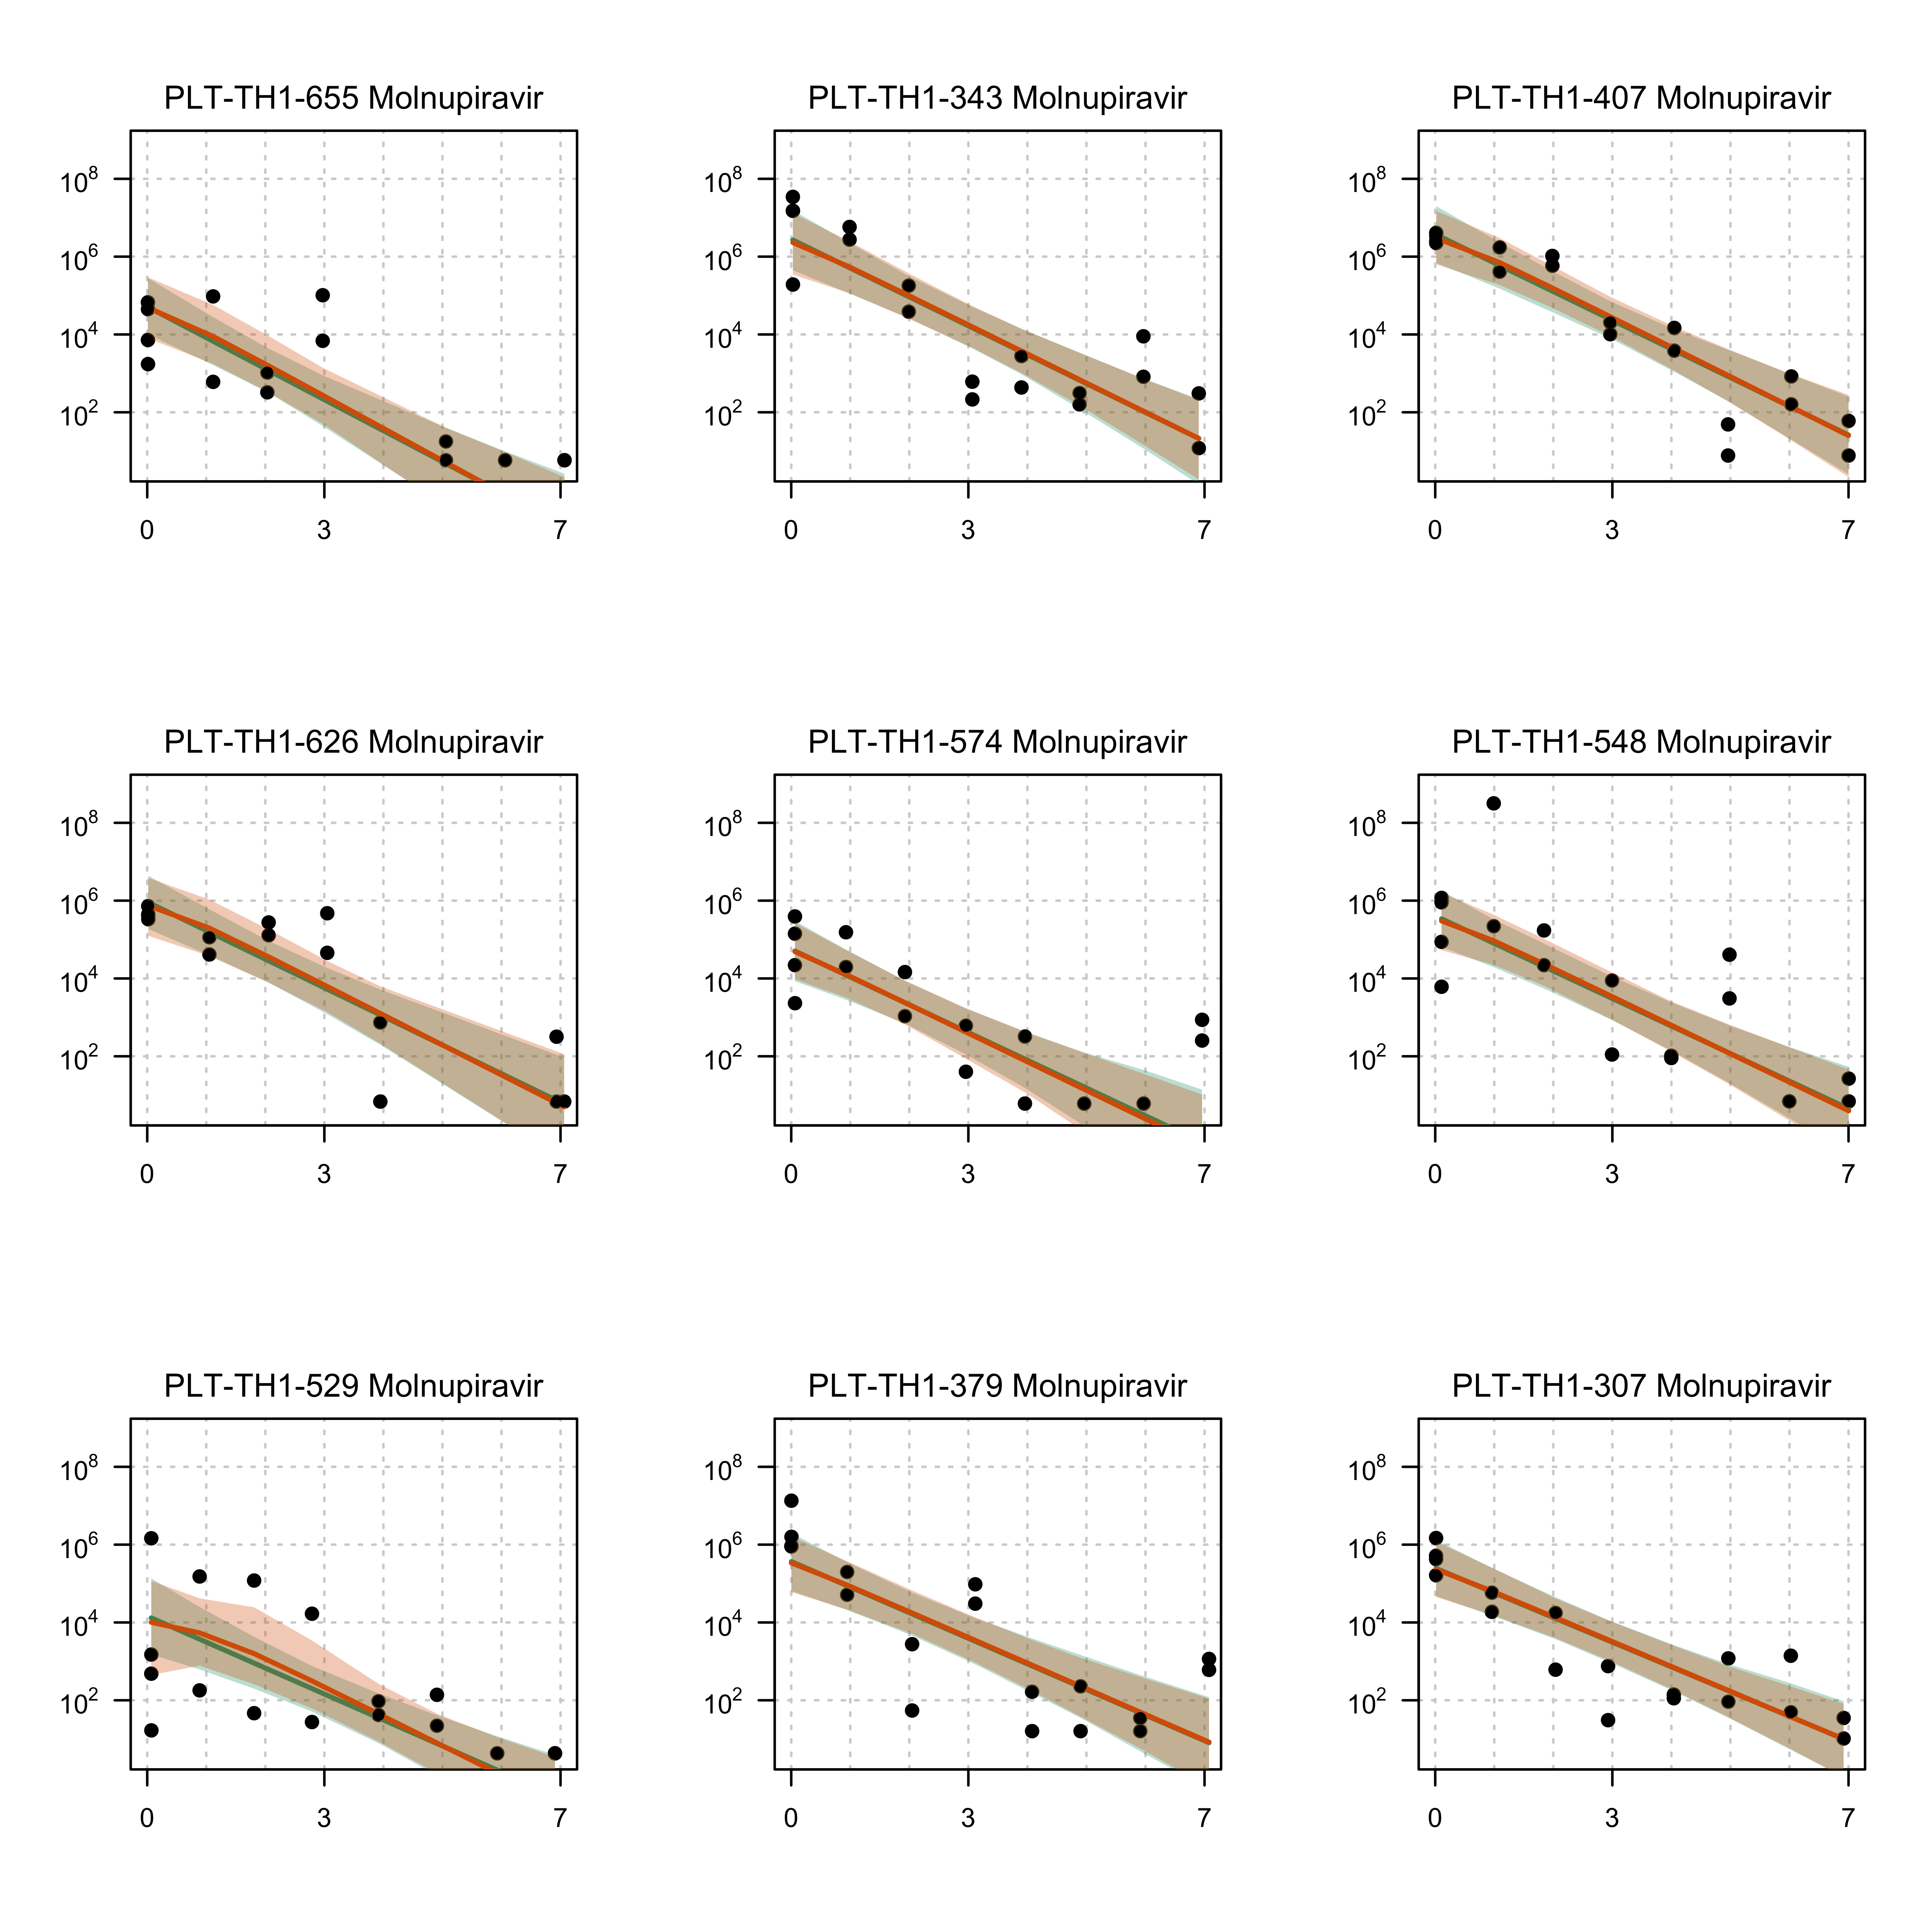 PLT-TH1-655 Molnupiravir
10^8
10^6
10^4
10^2
0 3 7
PLT-TH1-343 Molnupiravir
10^8
10^6
10^4
10^2
0 3 7
PLT-TH1-407 Molnupiravir
10^8
10^6
10^4
10^2
0 3 7
PLT-TH1-626 Molnupiravir
10^8
10^6
10^4
10^2
0 3 7
PLT-TH1-574 Molnupiravir
10^8
10^6
10^4
10^2
0 3 7
PLT-TH1-548 Molnupiravir
10^8
10^6
10^4
10^2
0 3 7
PLT-TH1-529 Molnupiravir
10^8
10^6
10^4
10^2
0 3 7
PLT-TH1-379 Molnupiravir
10^8
10^6
10^4
10^2
0 3 7
PLT-TH1-307 Molnupiravir
10^8
10^6
10^4
10^2
0 3 7